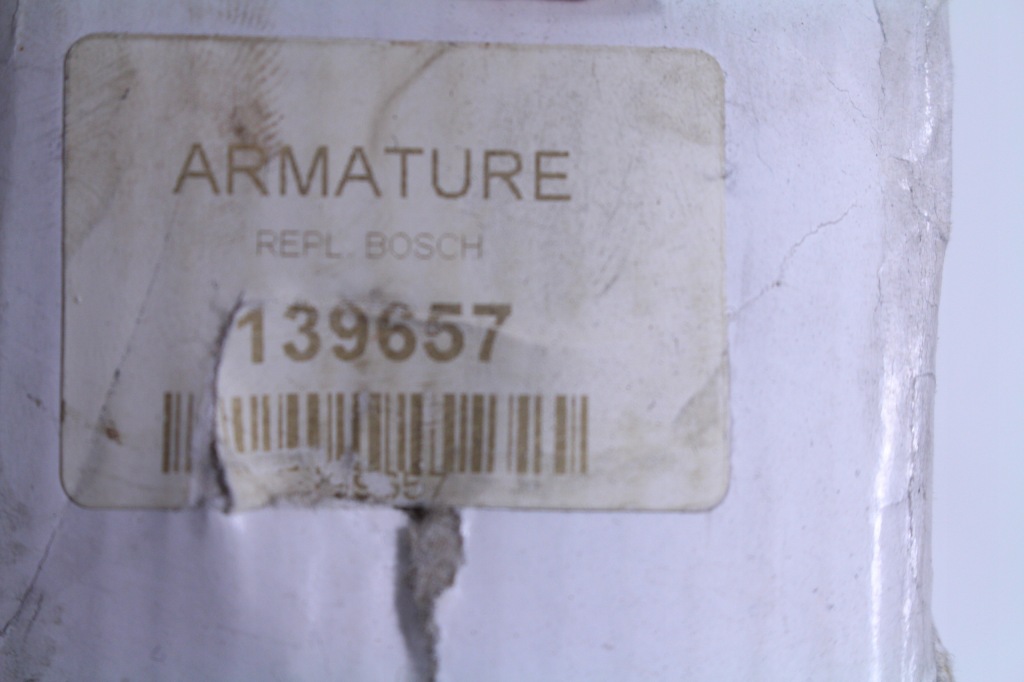 ARMATURE
REPL. BOSCH
139657